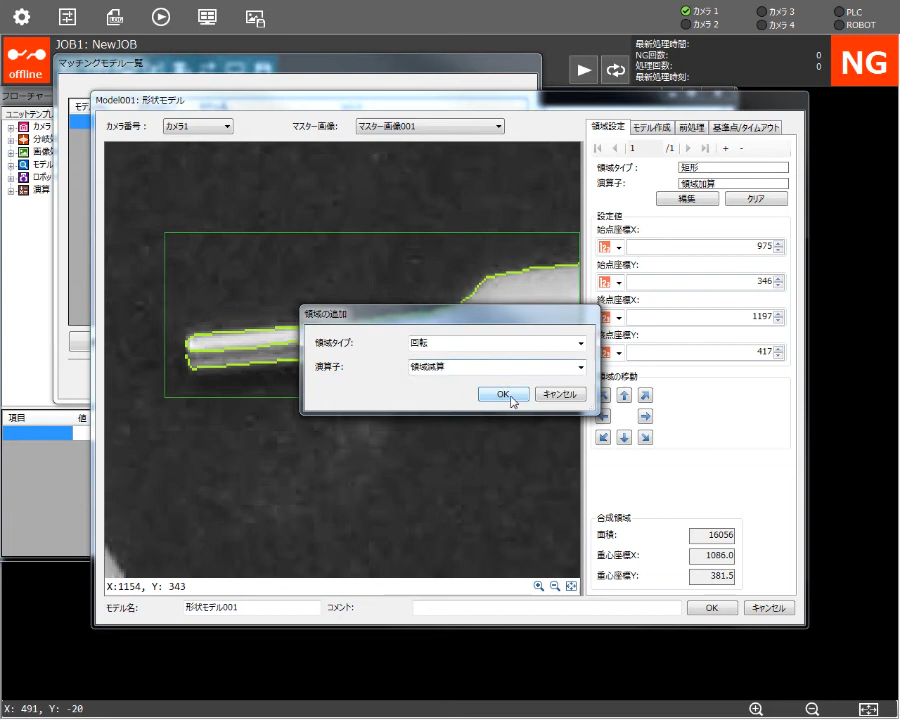 カメラ 1
カメラ 2
カメラ 3
カメラ 4
PLC
ROBOT
offline
JOB1: NewJOB
最新処理時間:
NG回数: 0
処理回数: 0
最新処理時刻:
NG
マッチングモデル一覧
フローチャー
ユニットテンプレ
カメラ
分岐処
画像処
モデル
ロボッ
演算
モデ
Model001: 形状モデル
カメラ番号 : カメラ1
マスター画像: マスター画像001
領域設定 モデル作成 前処理 基準点/タイムアウト
1 /1 + -
領域タイプ : 矩形
演算子: 領域加算
編集 クリア
設定値
始点座標X:
975
始点座標Y:
346
終点座標X:
1197
終点座標Y:
417
領域の移動
領域の追加
領域タイプ: 回転
演算子: 領域減算
OK キャンセル
項目 値
合成領域
面積: 16056
重心座標X: 1086.0
重心座標Y: 381.5
X:1154, Y: 343
モデル名: 形状モデル001 コメント:
OK キャンセル
X: 491, Y: -20